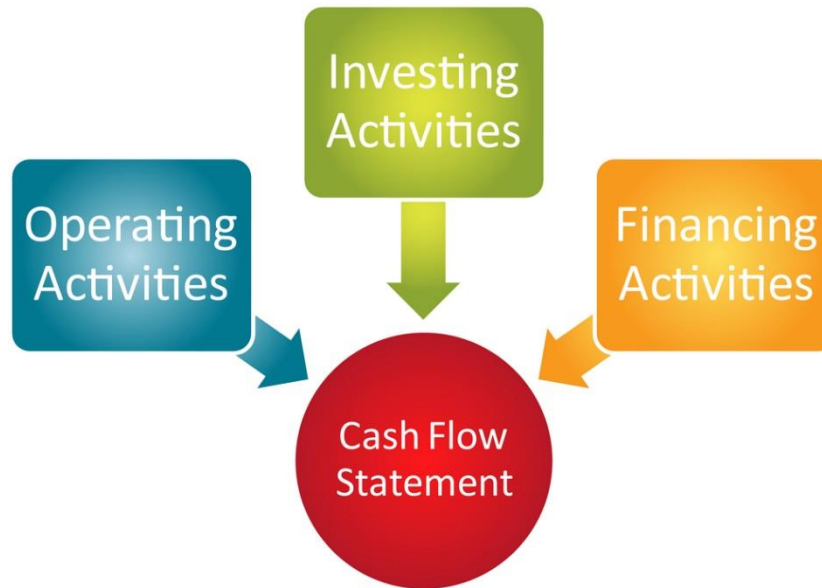 Investing
Activities
Operating
Activities
Financing
Activities
Cash Flow
Statement